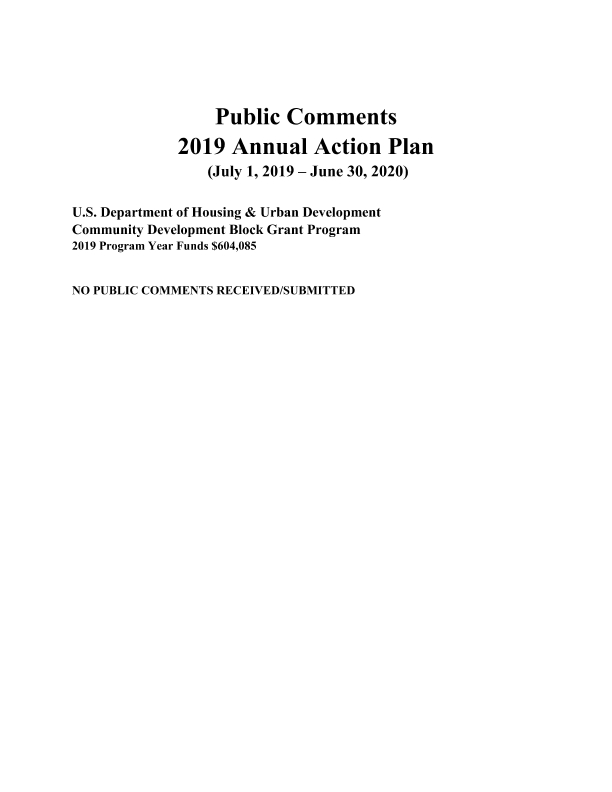 Public Comments
2019 Annual Action Plan
(July 1, 2019 – June 30, 2020)
U.S. Department of Housing & Urban Development
Community Development Block Grant Program
2019 Program Year Funds $604,085
NO PUBLIC COMMENTS RECEIVED/SUBMITTED